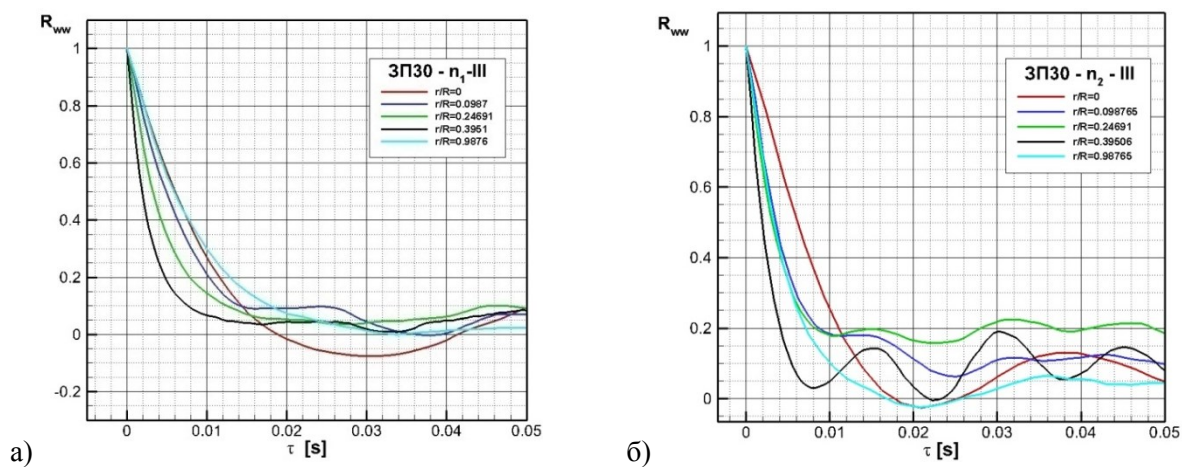 R_ww
ЗП30 - n₁-III
r/R=0
r/R=0.0987
r/R=0.24691
r/R=0.3951
r/R=0.9876
1
0.8
0.6
0.4
0.2
0
-0.2
0 0.01 0.02 0.03 0.04 0.05
τ [s]
а)
R_ww
ЗП30 - n₂ - III
r/R=0
r/R=0.098765
r/R=0.24691
r/R=0.39506
r/R=0.98765
1
0.8
0.6
0.4
0.2
0
0 0.01 0.02 0.03 0.04 0.05
τ [s]
б)